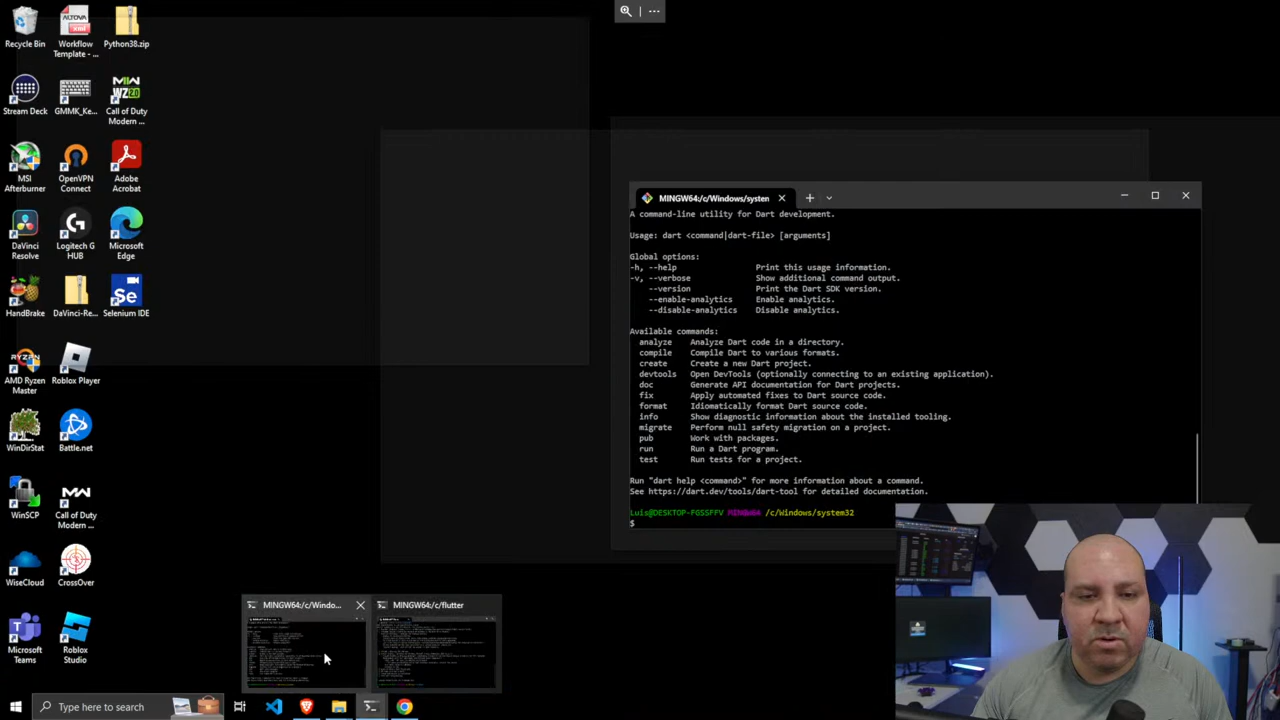 Recycle Bin
Workflow Template - ...
Python38.zip
Stream Deck
GMMK_Ke...
Call of Duty Modern ...
MSI Afterburner
OpenVPN Connect
Adobe Acrobat
DaVinci Resolve
Logitech G HUB
Microsoft Edge
HandBrake
DaVinci-Re...
Selenium IDE
AMD Ryzen Master
Roblox Player
WinDirStat
Battle.net
WinSCP
Call of Duty Modern ...
WiseCloud
CrossOver
Microsoft Teams
Roblox Studio
MINGW64:/c/Windows/system
A command-line utility for Dart development.
Usage: dart <command|dart-file> [arguments]
Global options:
-h, --help Print this usage information.
-v, --verbose Show additional command output.
--version Print the Dart SDK version.
--enable-analytics Enable analytics.
--disable-analytics Disable analytics.
Available commands:
analyze Analyze Dart code in a directory.
compile Compile Dart to various formats.
create Create a new Dart project.
devtools Open DevTools (optionally connecting to an existing application).
doc Generate API documentation for Dart projects.
fix Apply automated fixes to Dart source code.
format Idiomatically format Dart source code.
info Show diagnostic information about the installed tooling.
migrate Perform null safety migration on a project.
pub Work with packages.
run Run a Dart program.
test Run tests for a project.
Run "dart help <command>" for more information about a command.
See https://dart.dev/tools/dart-tool for detailed documentation.
Luis@DESKTOP-FGSSFFV MINGW64 /c/Windows/system32
$
MINGW64:/c/Windo...
MINGW64:/c/flutter
Type here to search